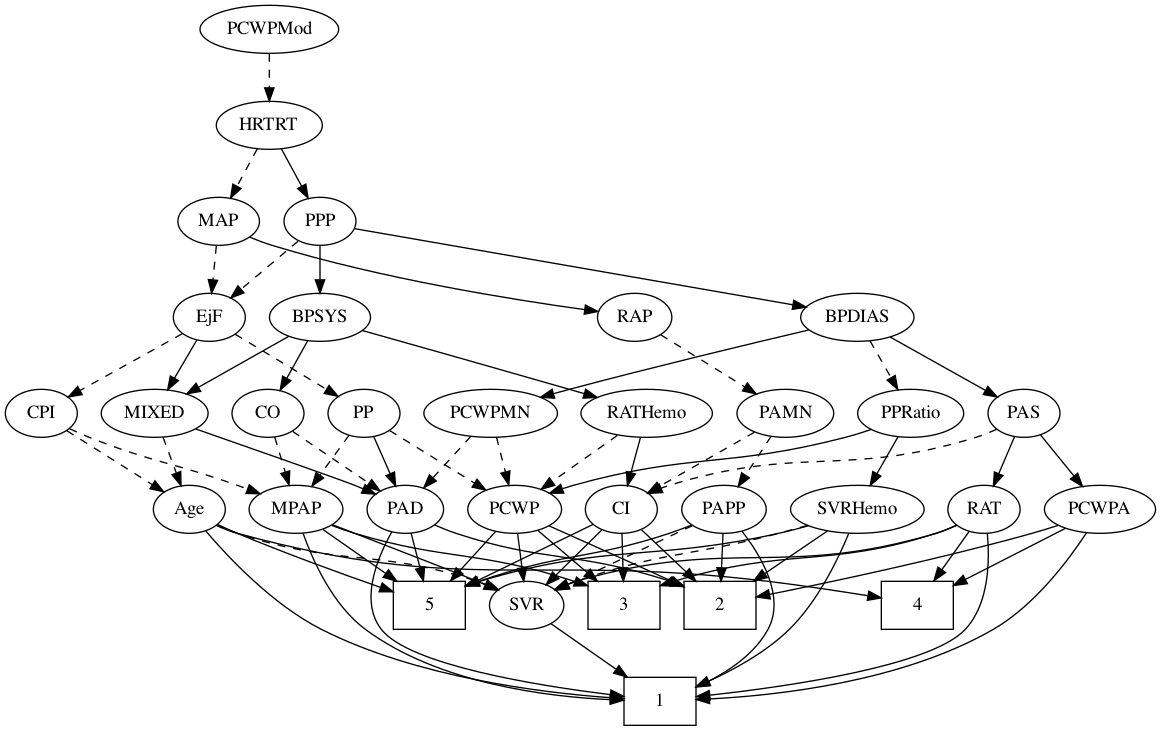 PCWPMod
HRTRT
MAP
PPP
EjF
BPSYS
RAP
BPDIAS
CPI
MIXED
CO
PP
PCWPMN
RATHemo
PAMN
PPRatio
PAS
Age
MPAP
PAD
PCWP
CI
PAPP
SVRHemo
RAT
PCWPA
5
SVR
3
2
4
1